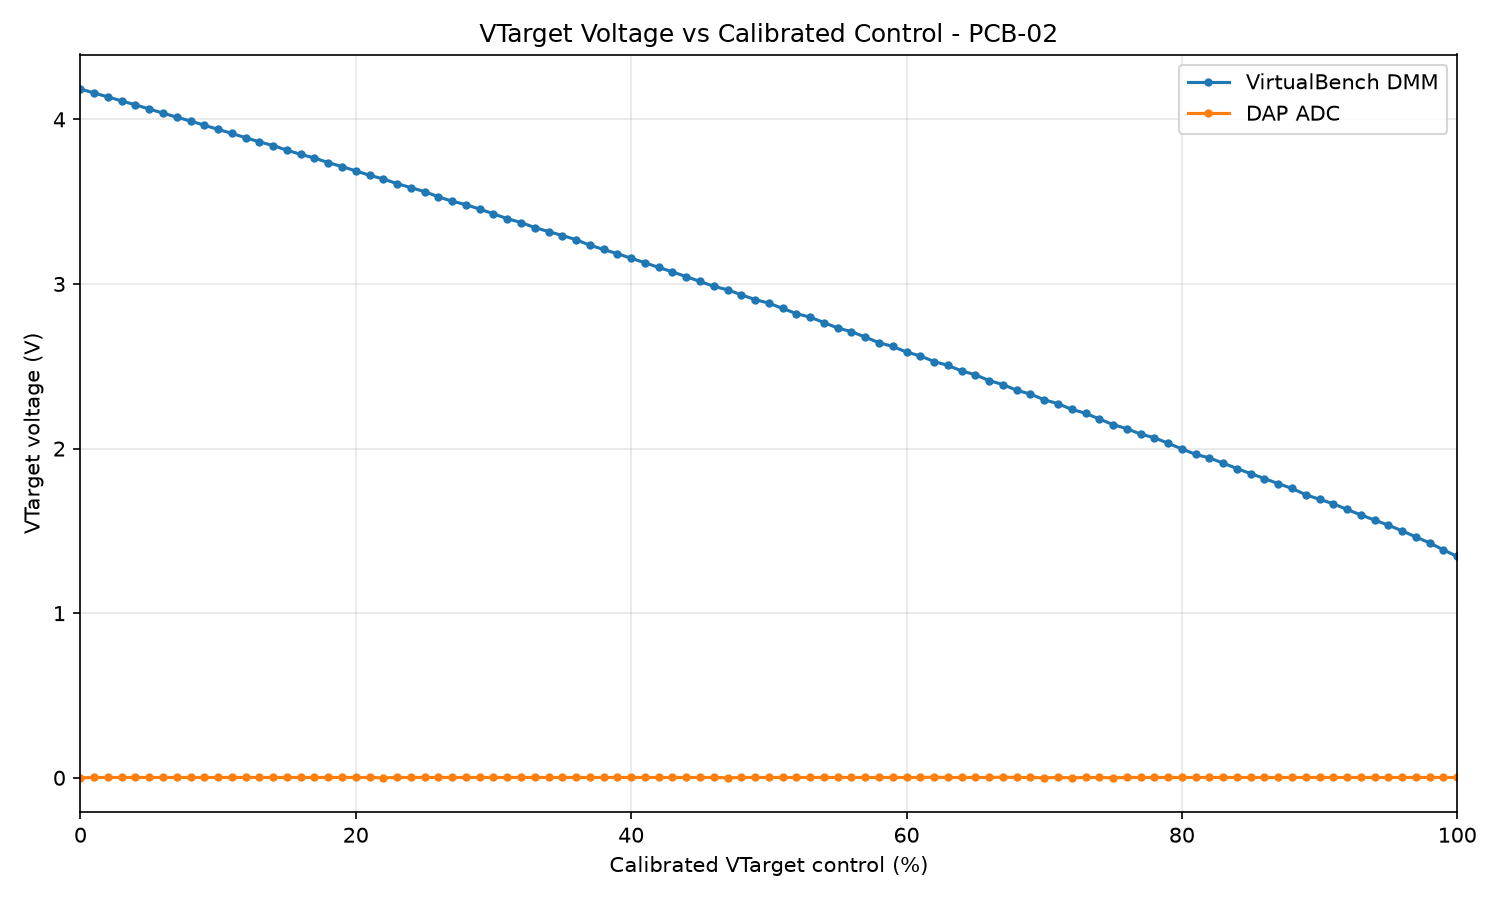 VTarget Voltage vs Calibrated Control - PCB-02
VirtualBench DMM
DAP ADC
VTarget voltage (V)
4
3
2
1
0
0 20 40 60 80 100
Calibrated VTarget control (%)